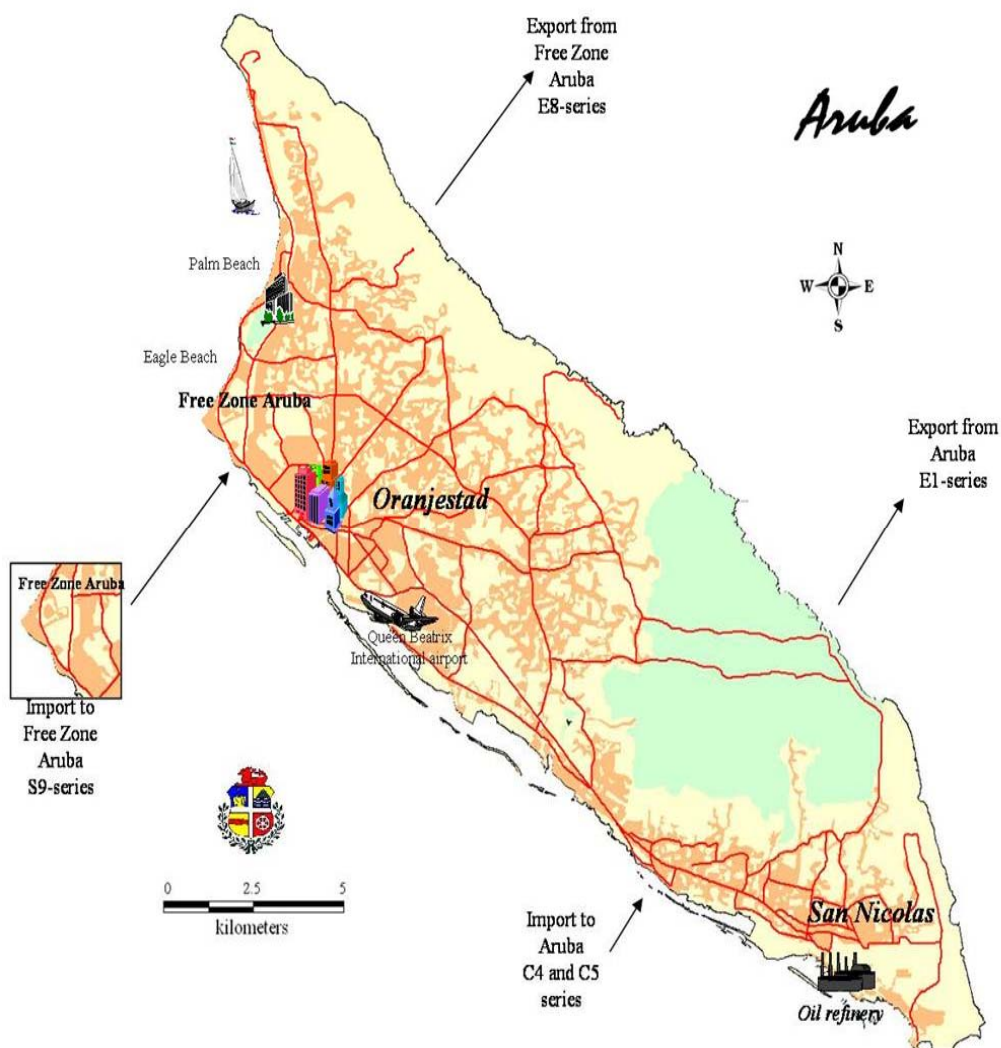 Export from
Free Zone
Aruba
E8-series
Aruba
N
W
E
S
Palm Beach
Eagle Beach
Free Zone Aruba
Export from
Aruba
E1-series
Oranjestad
Free Zone Aruba
Queen Beatrix
International airport
Import to
Free Zone
Aruba
S9-series
0 2.5 5
kilometers
Import to
Aruba
C4 and C5
series
San Nicolas
Oil refinery